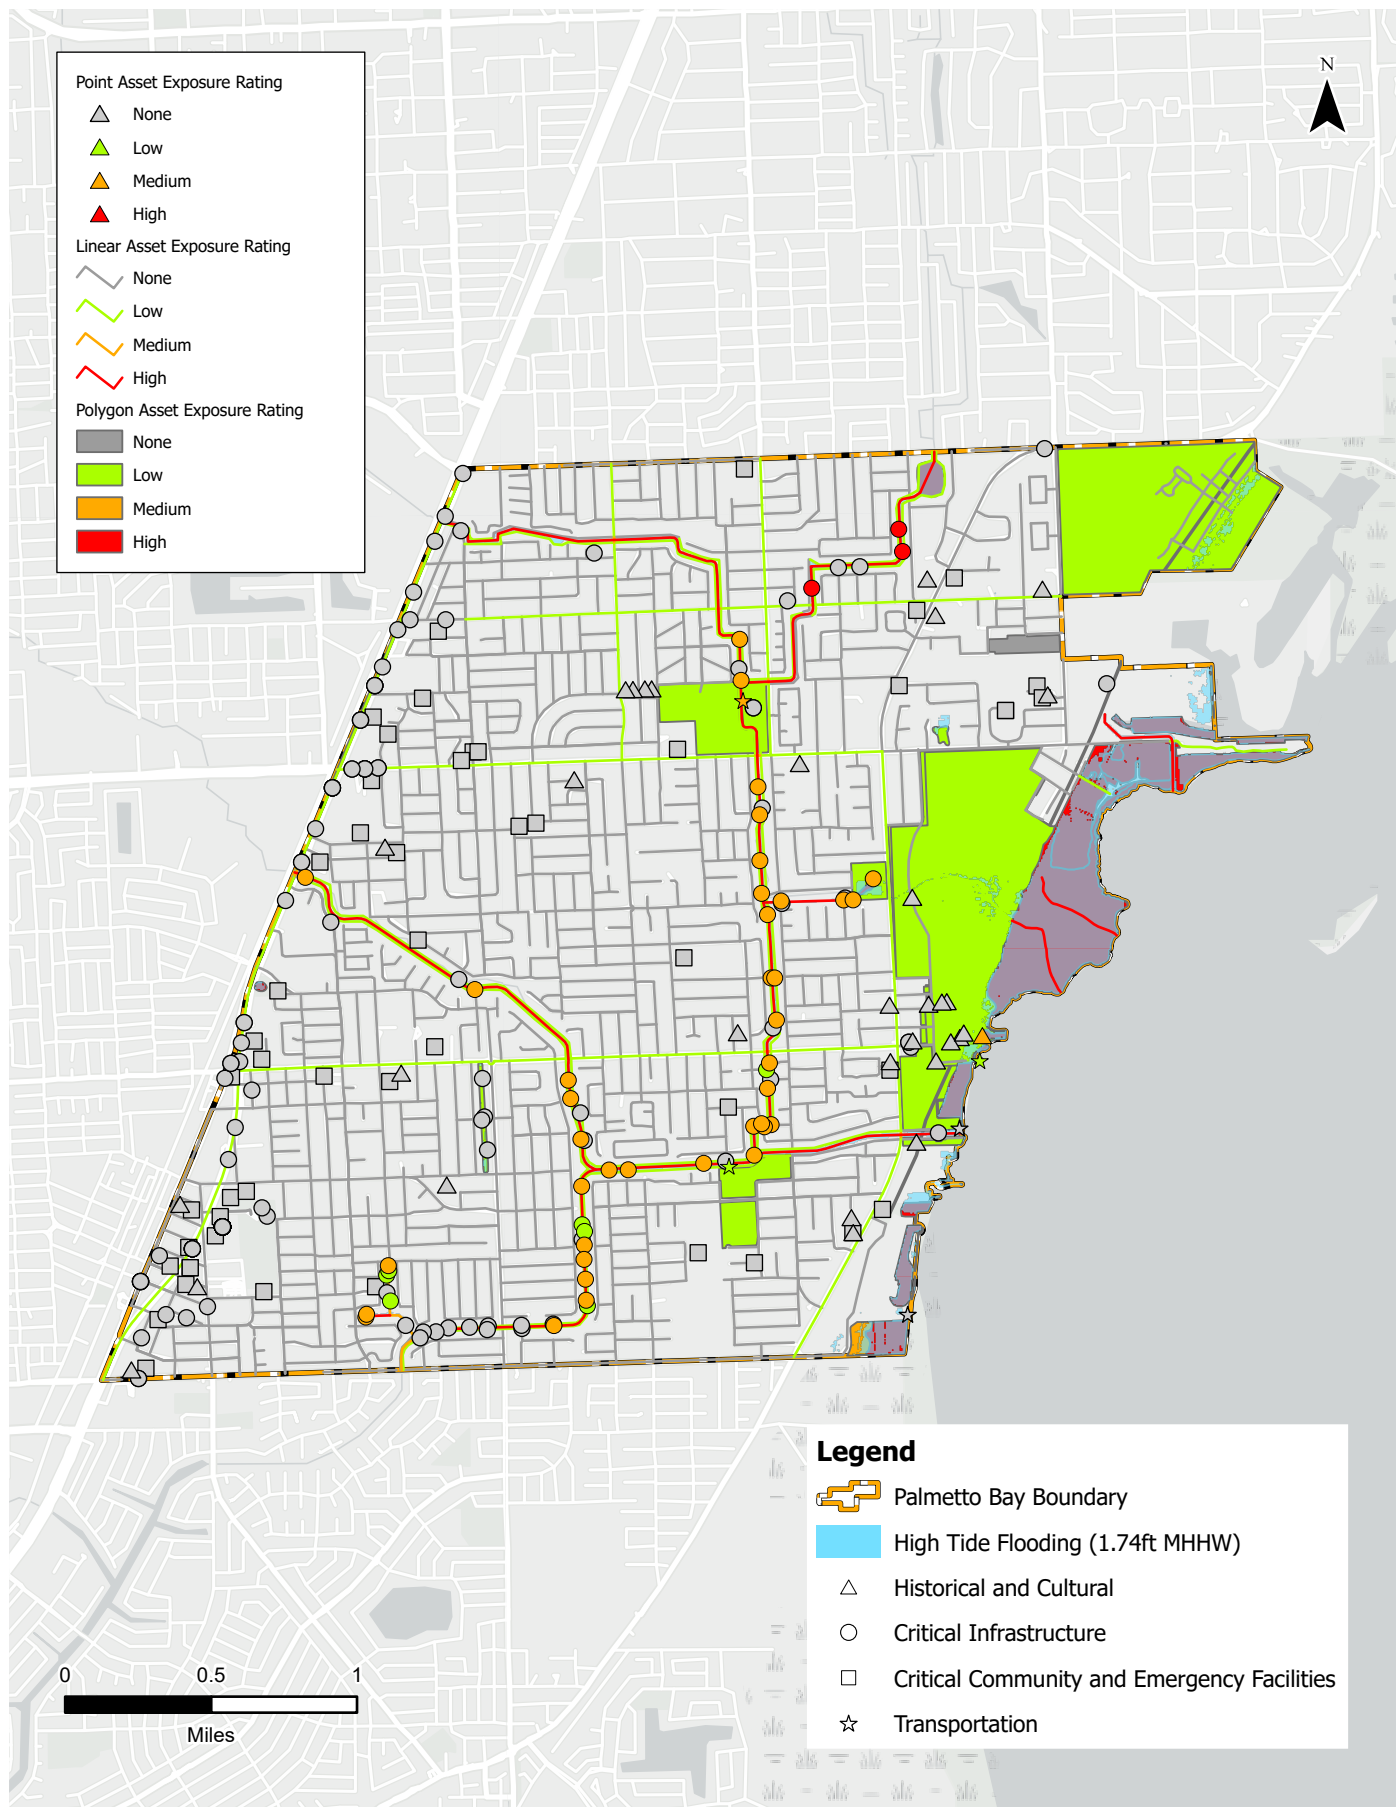 N
Point Asset Exposure Rating
None
Low
Medium
High
Linear Asset Exposure Rating
None
Low
Medium
High
Polygon Asset Exposure Rating
None
Low
Medium
High
Legend
Palmetto Bay Boundary
High Tide Flooding (1.74ft MHHW)
Historical and Cultural
Critical Infrastructure
Critical Community and Emergency Facilities
Transportation
0 0.5 1
Miles